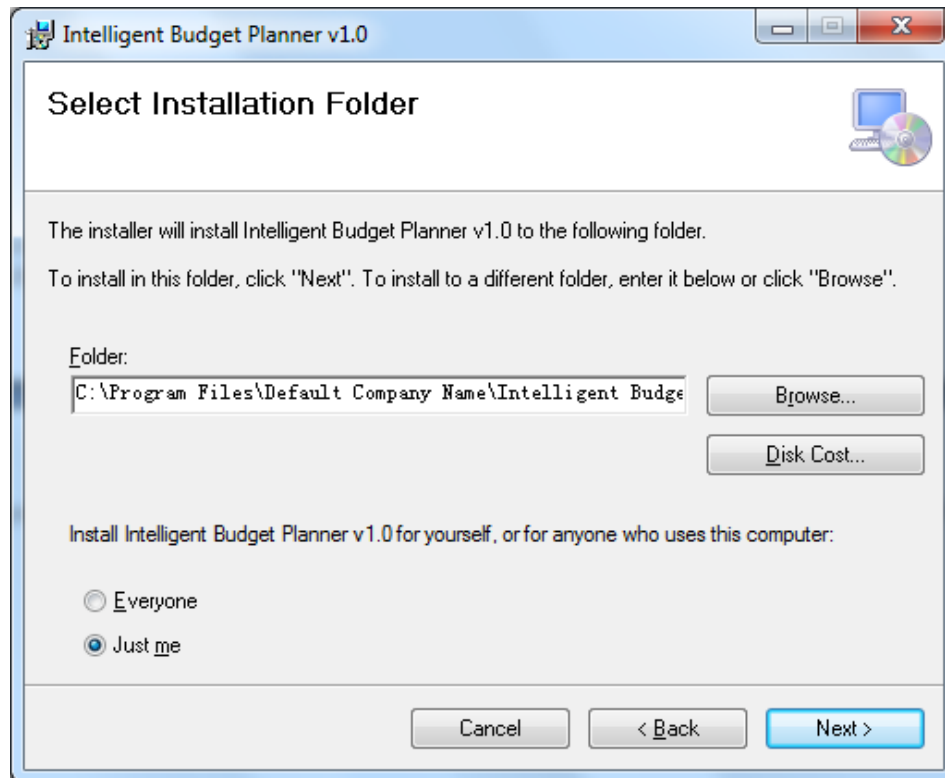 Intelligent Budget Planner v1.0
Select Installation Folder
The installer will install Intelligent Budget Planner v1.0 to the following folder.
To install in this folder, click "Next". To install to a different folder, enter it below or click "Browse".
Folder:
C:\Program Files\Default Company Name\Intelligent Budge
Browse...
Disk Cost...
Install Intelligent Budget Planner v1.0 for yourself, or for anyone who uses this computer:
Everyone
Just me
Cancel
< Back
Next >